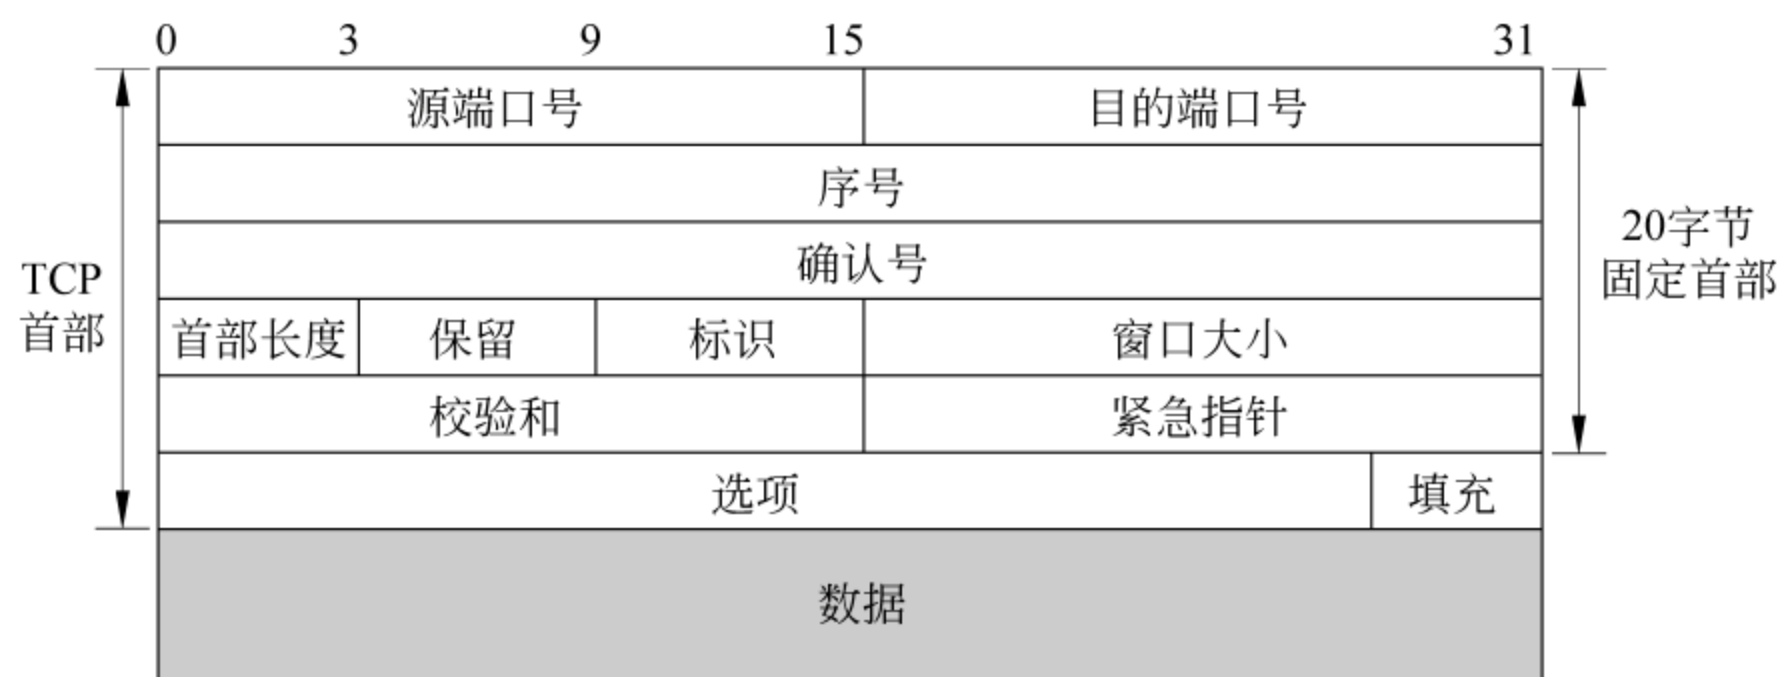 0 3 9 15 31
源端口号 目的端口号
序号
确认号
首部长度 保留 标识 窗口大小
校验和 紧急指针
选项 填充
数据
TCP
首部
20字节
固定首部